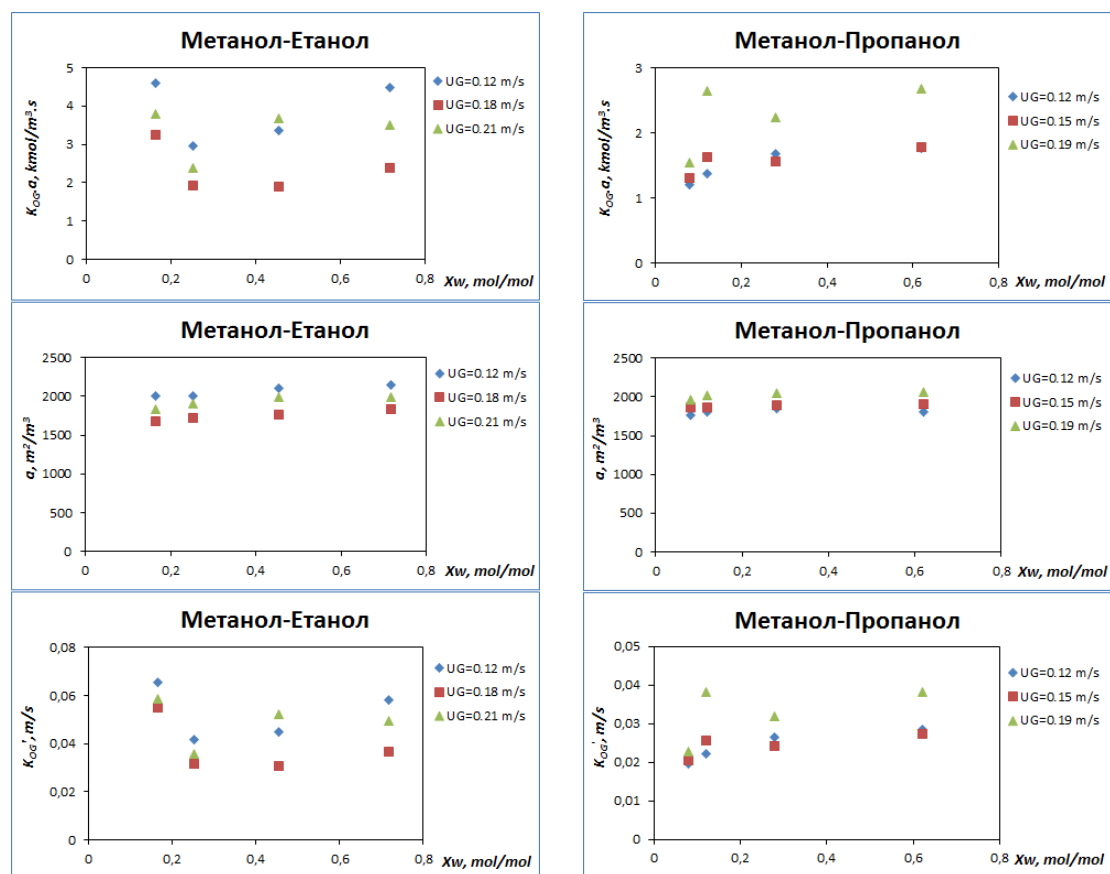 Метанол-Етанол
K_OG.a, kmol/m³.s
5
4
3
2
1
0
0
0,2
0,4
0,6
0,8
Xw, mol/mol
UG=0.12 m/s
UG=0.18 m/s
UG=0.21 m/s
Метанол-Пропанол
K_OG.a, kmol/m³.s
3
2
1
0
0
0,2
0,4
0,6
0,8
Xw, mol/mol
UG=0.12 m/s
UG=0.15 m/s
UG=0.19 m/s
Метанол-Етанол
a, m²/m³
2500
2000
1500
1000
500
0
0
0,2
0,4
0,6
0,8
Xw, mol/mol
UG=0.12 m/s
UG=0.18 m/s
UG=0.21 m/s
Метанол-Пропанол
a, m²/m³
2500
2000
1500
1000
500
0
0
0,2
0,4
0,6
0,8
Xw, mol/mol
UG=0.12 m/s
UG=0.15 m/s
UG=0.19 m/s
Метанол-Етанол
K_OG', m/s
0,08
0,06
0,04
0,02
0
0
0,2
0,4
0,6
0,8
Xw, mol/mol
UG=0.12 m/s
UG=0.18 m/s
UG=0.21 m/s
Метанол-Пропанол
K_OG', m/s
0,05
0,04
0,03
0,02
0,01
0
0
0,2
0,4
0,6
0,8
Xw, mol/mol
UG=0.12 m/s
UG=0.15 m/s
UG=0.19 m/s